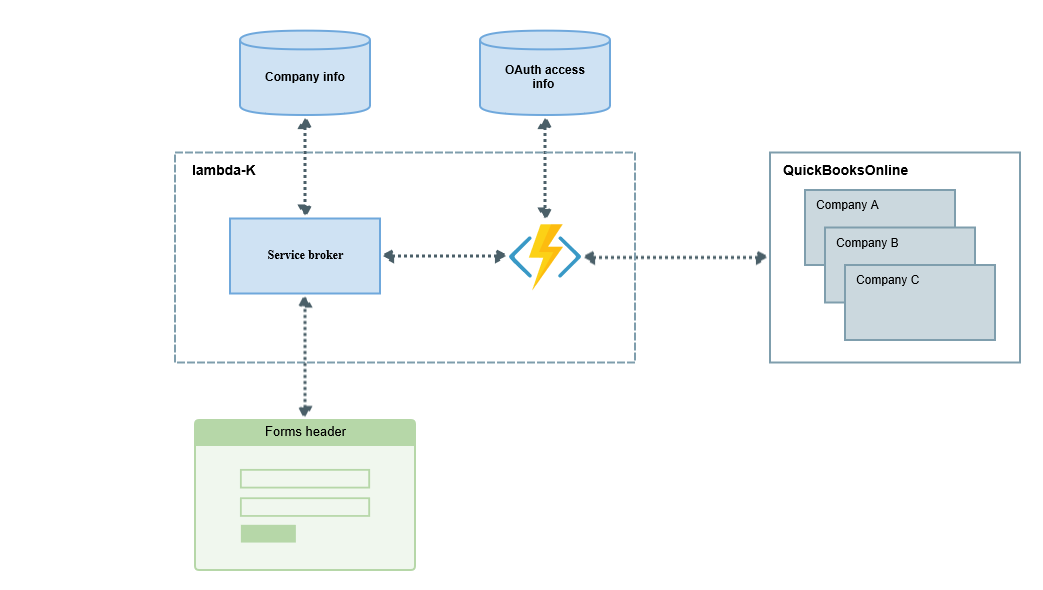 Company info
OAuth access
info
lambda-K
QuickBooksOnline
Company A
Company B
Company C
Service broker
Forms header